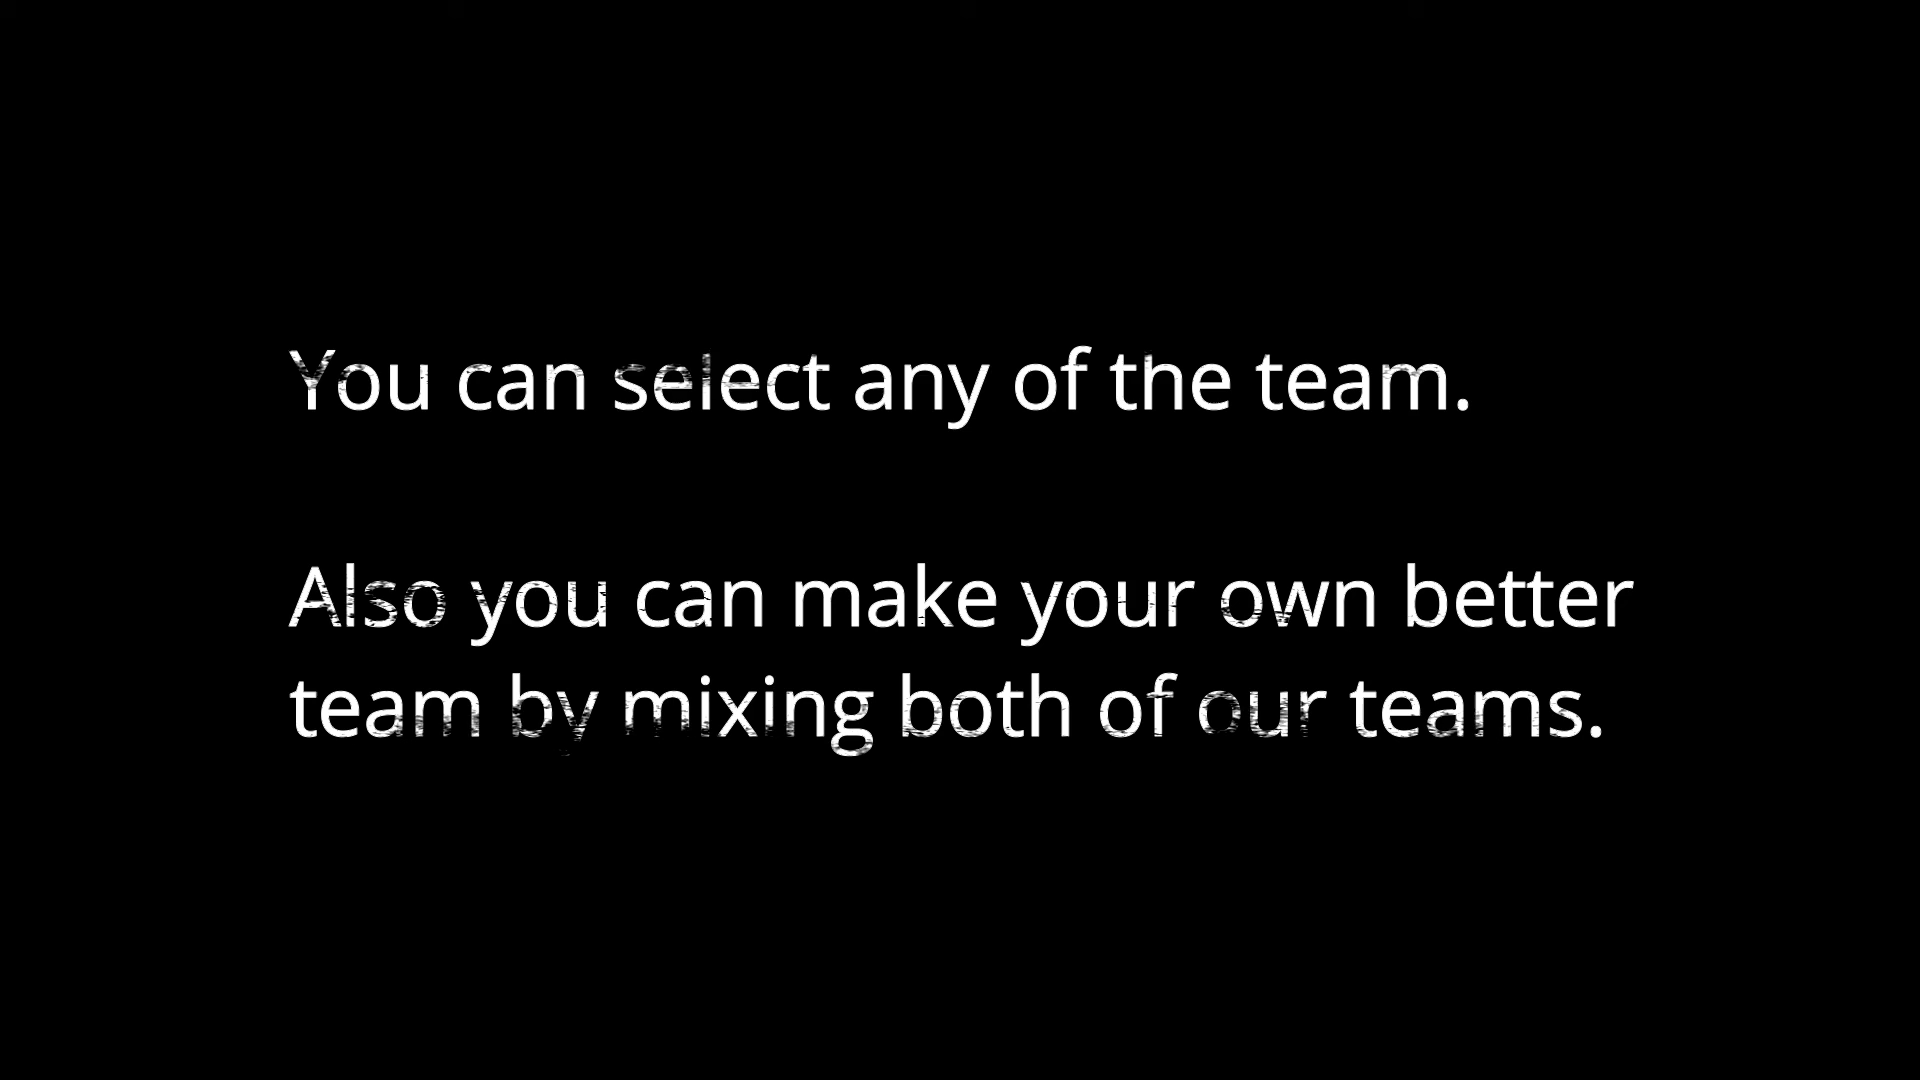 You can select any of the team.
Also you can make your own better
team by mixing both of our teams.